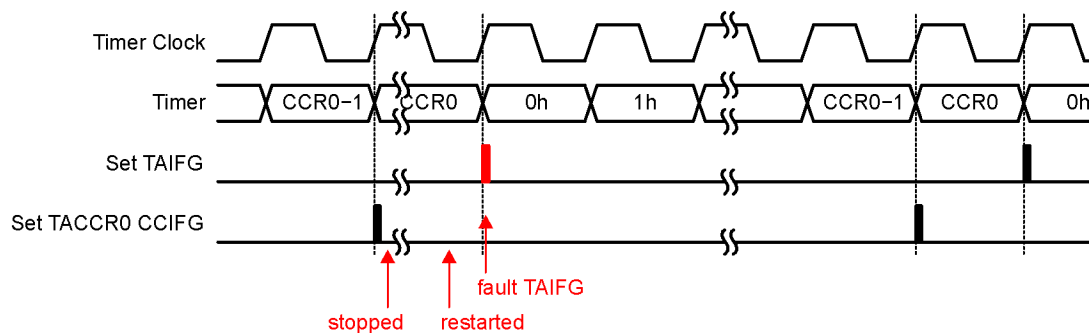 Timer Clock
Timer CCR0−1 CCR0 0h 1h CCR0−1 CCR0 0h
Set TAIFG
Set TACCR0 CCIFG
fault TAIFG
stopped restarted